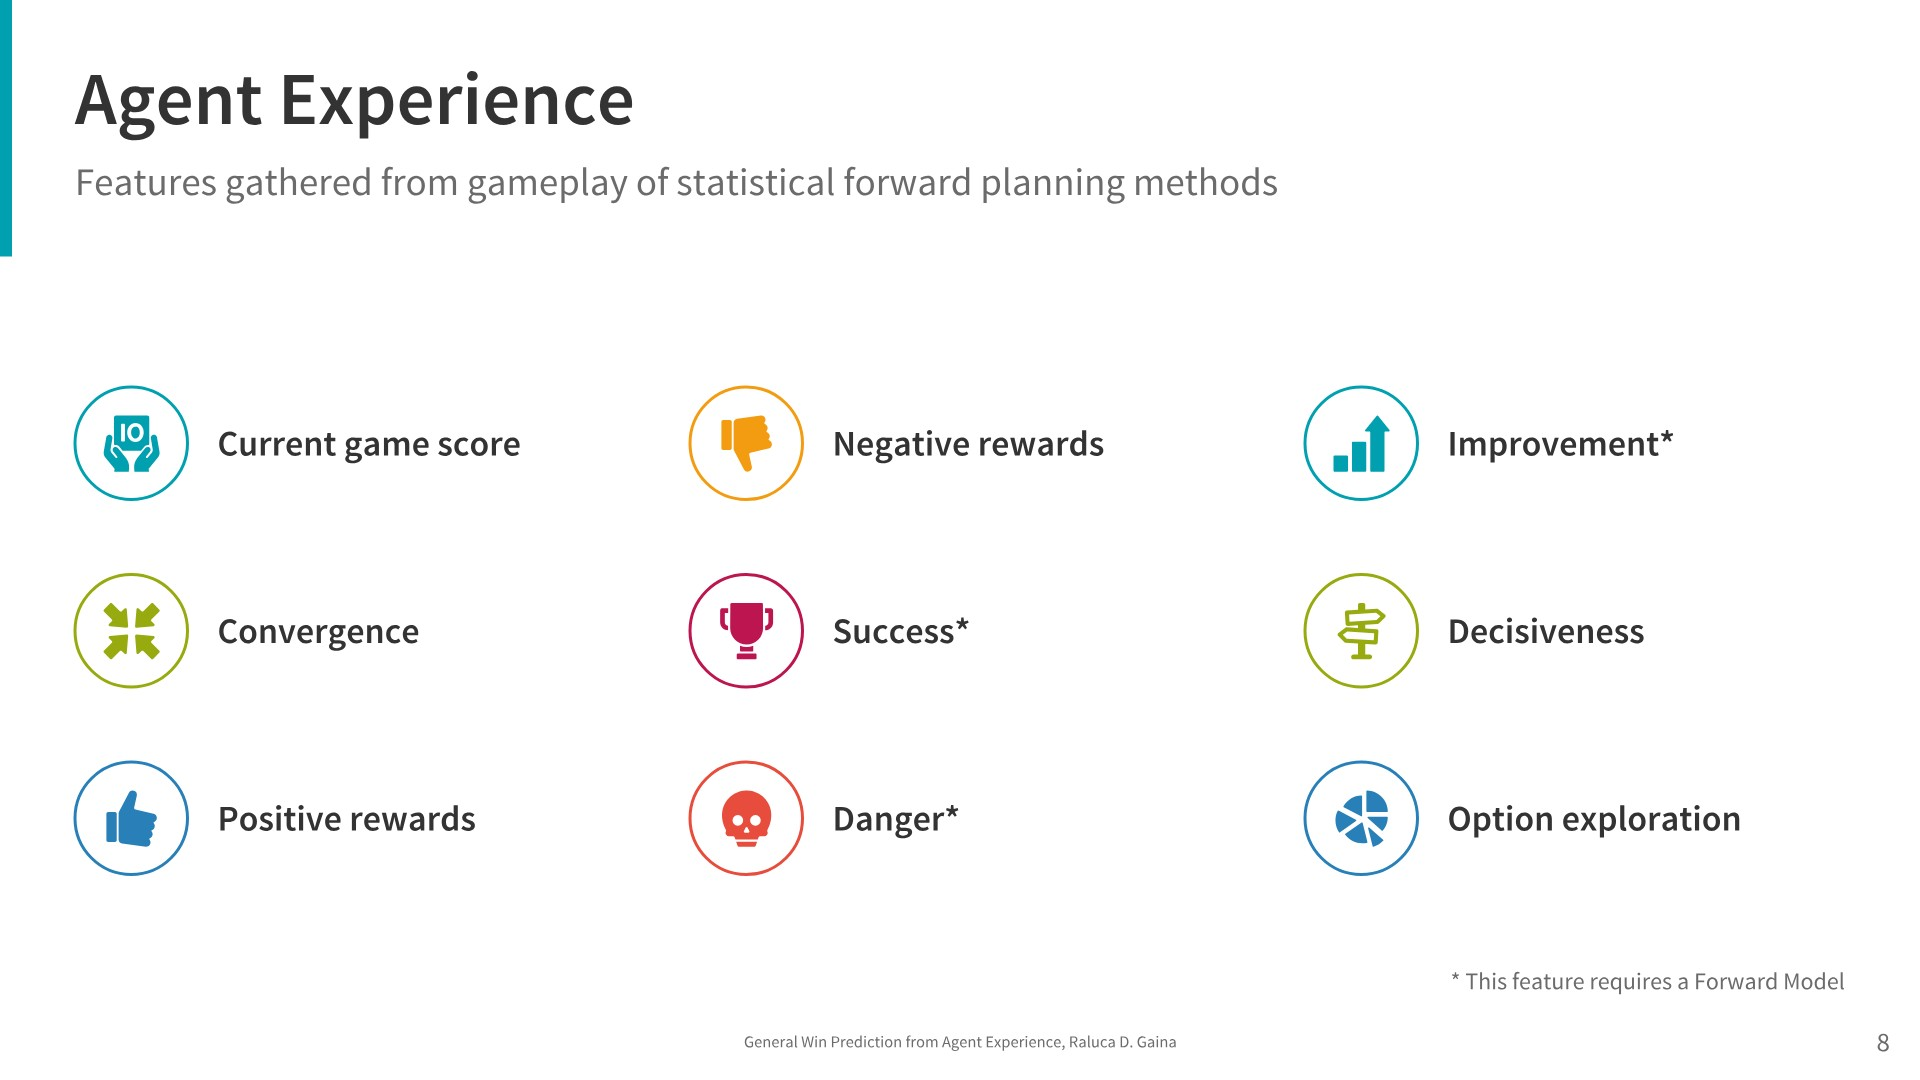 Agent Experience
Features gathered from gameplay of statistical forward planning methods
10
Current game score
Convergence
Positive rewards
Negative rewards
Success*
Danger*
Improvement*
Decisiveness
Option exploration
* This feature requires a Forward Model
General Win Prediction from Agent Experience, Raluca D. Gaina
8